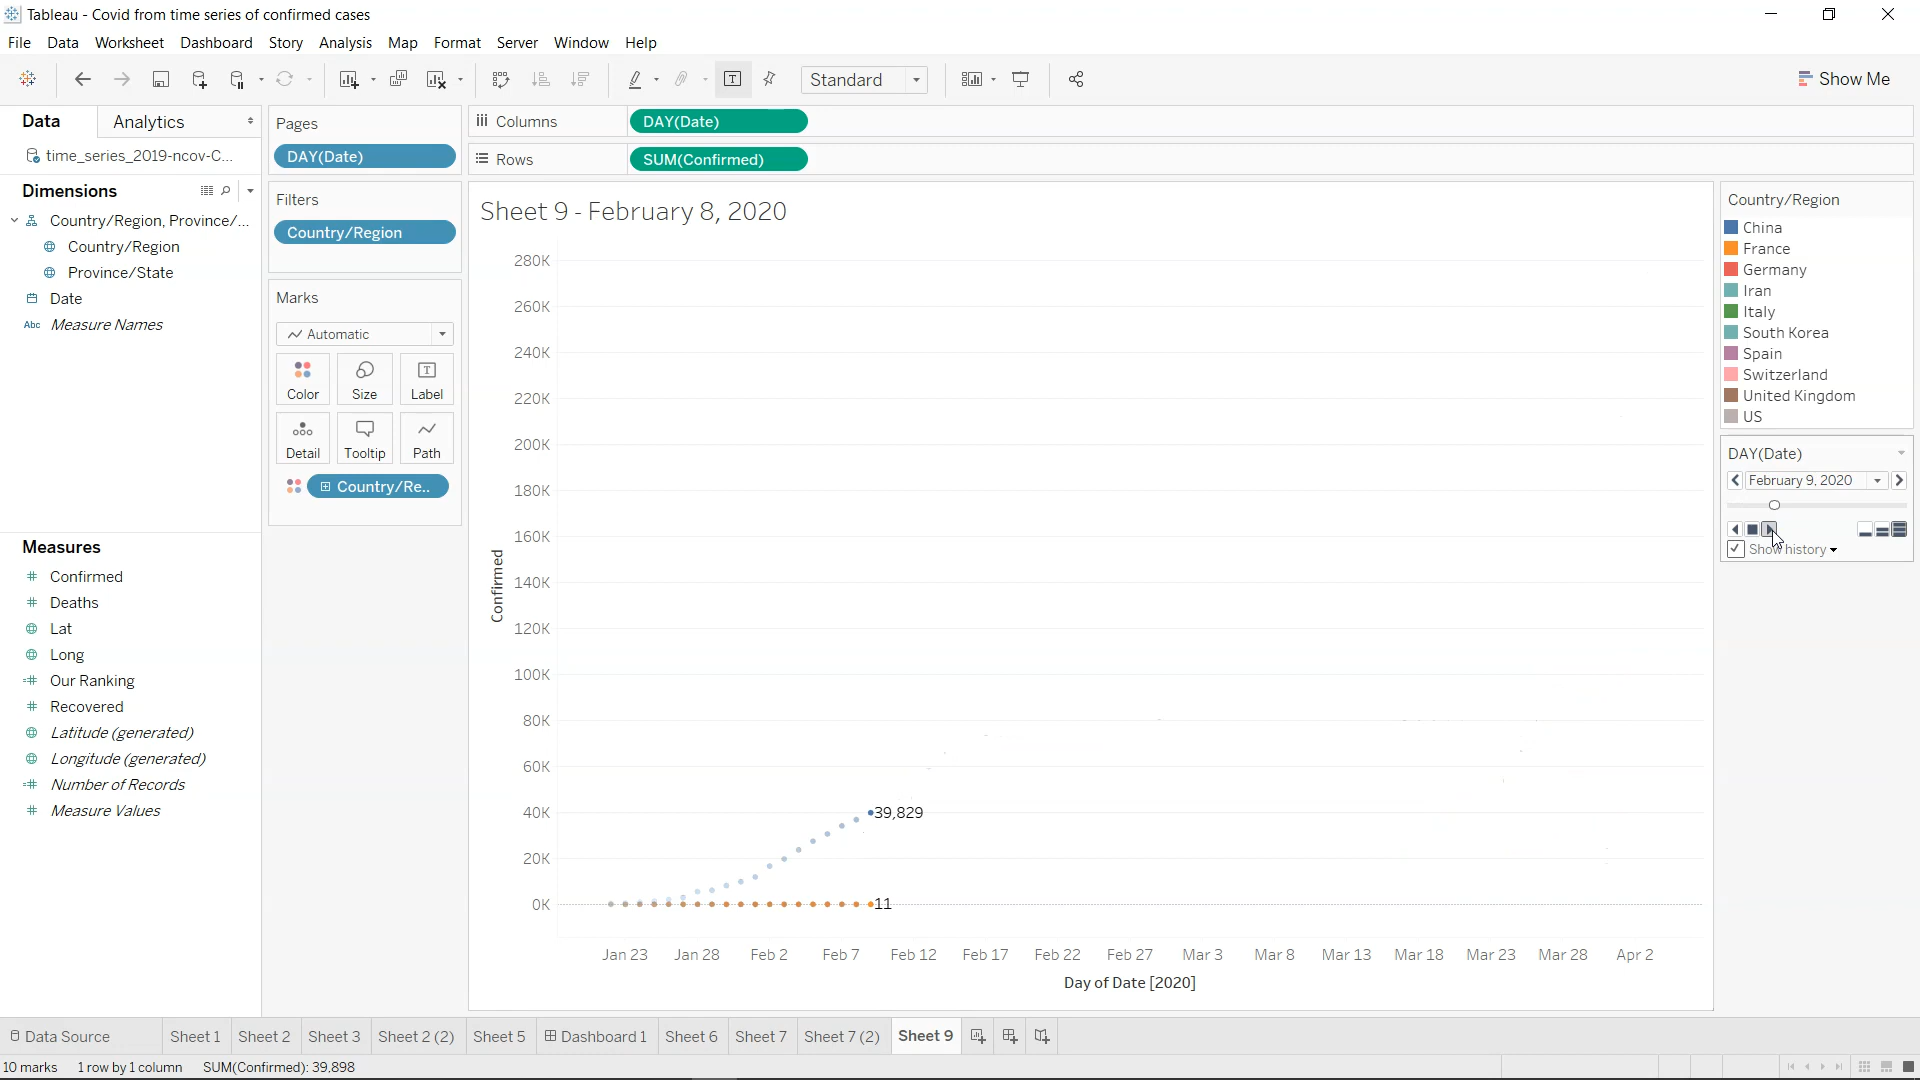 Tableau - Covid from time series of confirmed cases
File Data Worksheet Dashboard Story Analysis Map Format Server Window Help
Standard
Show Me
Data Analytics
time_series_2019-ncov-C...
Dimensions
Country/Region, Province/...
Country/Region
Province/State
Date
Abc Measure Names
Measures
Confirmed
Deaths
Lat
Long
Our Ranking
Recovered
Latitude (generated)
Longitude (generated)
Number of Records
Measure Values
Pages
DAY(Date)
Filters
Country/Region
Marks
Automatic
Color Size Label
Detail Tooltip Path
Country/Re..
Columns DAY(Date)
Rows SUM(Confirmed)
Sheet 9 - February 8, 2020
280K
260K
240K
220K
200K
180K
160K
140K
120K
100K
80K
60K
40K
20K
0K
Confirmed
39,829
11
Jan 23 Jan 28 Feb 2 Feb 7 Feb 12 Feb 17 Feb 22 Feb 27 Mar 3 Mar 8 Mar 13 Mar 18 Mar 23 Mar 28 Apr 2
Day of Date [2020]
Country/Region
China
France
Germany
Iran
Italy
South Korea
Spain
Switzerland
United Kingdom
US
DAY(Date)
February 9, 2020
Show history
Data Source Sheet 1 Sheet 2 Sheet 3 Sheet 2 (2) Sheet 5 Dashboard 1 Sheet 6 Sheet 7 Sheet 7 (2) Sheet 9
10 marks 1 row by 1 column SUM(Confirmed): 39,898